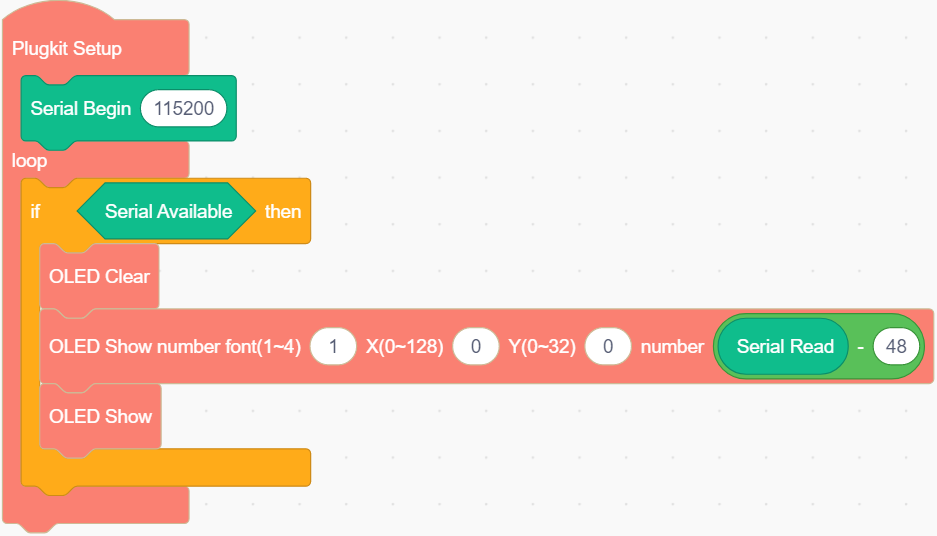 Plugkit Setup
Serial Begin 115200
loop
if Serial Available then
OLED Clear
OLED Show number font(1~4) 1 X(0~128) 0 Y(0~32) 0 number Serial Read - 48
OLED Show